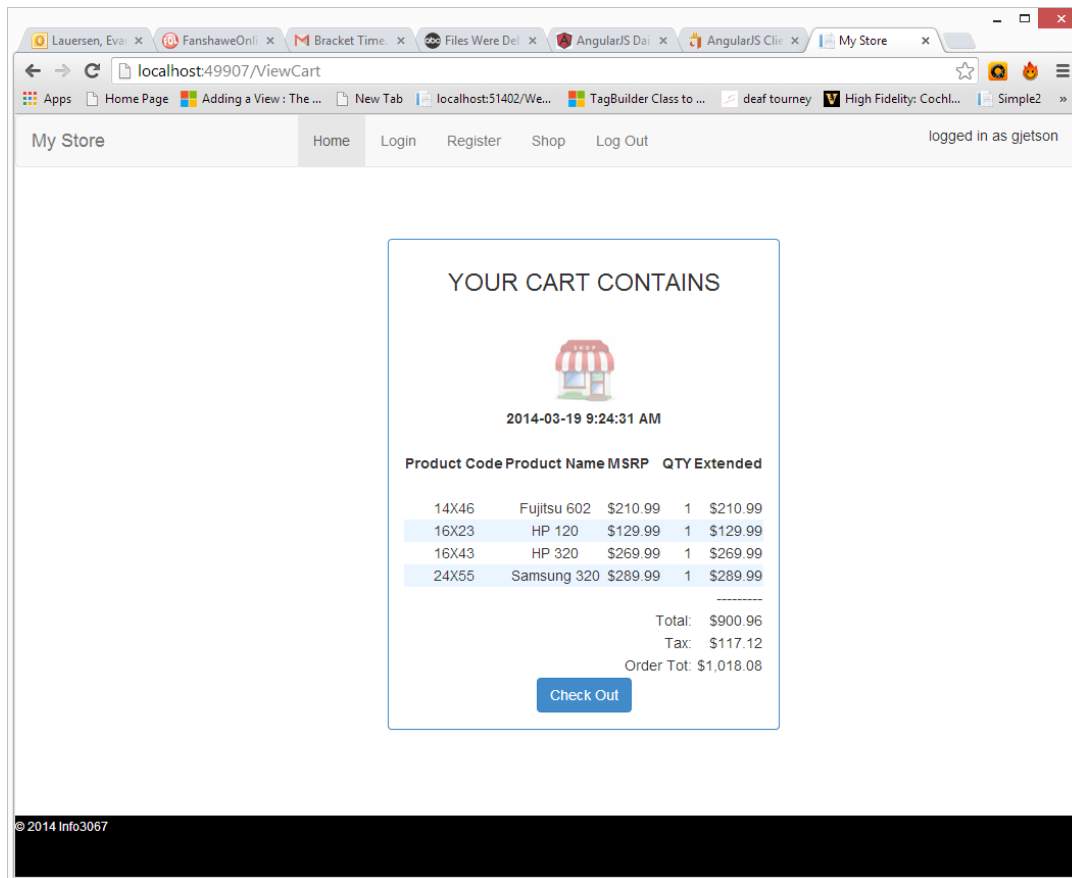 Lauersen, Eva
FanshaweOnli
Bracket Time.
Files Were Del
AngularJS Dai
AngularJS Clie
My Store
localhost:49907/ViewCart
Apps Home Page Adding a View : The ... New Tab localhost:51402/We... TagBuilder Class to ... deaf tourney High Fidelity: Cochl... Simple2 »
My Store Home Login Register Shop Log Out logged in as gjetson
YOUR CART CONTAINS
SHOP
2014-03-19 9:24:31 AM
Product Code Product Name MSRP QTY Extended
14X46 Fujitsu 602 $210.99 1 $210.99
16X23 HP 120 $129.99 1 $129.99
16X43 HP 320 $269.99 1 $269.99
24X55 Samsung 320 $289.99 1 $289.99
---------
Total: $900.96
Tax: $117.12
Order Tot: $1,018.08
Check Out
© 2014 Info3067